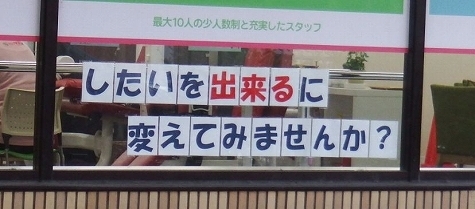 最大10人の少人数制と充実したスタッフ
したいを出来るに
変えてみませんか？